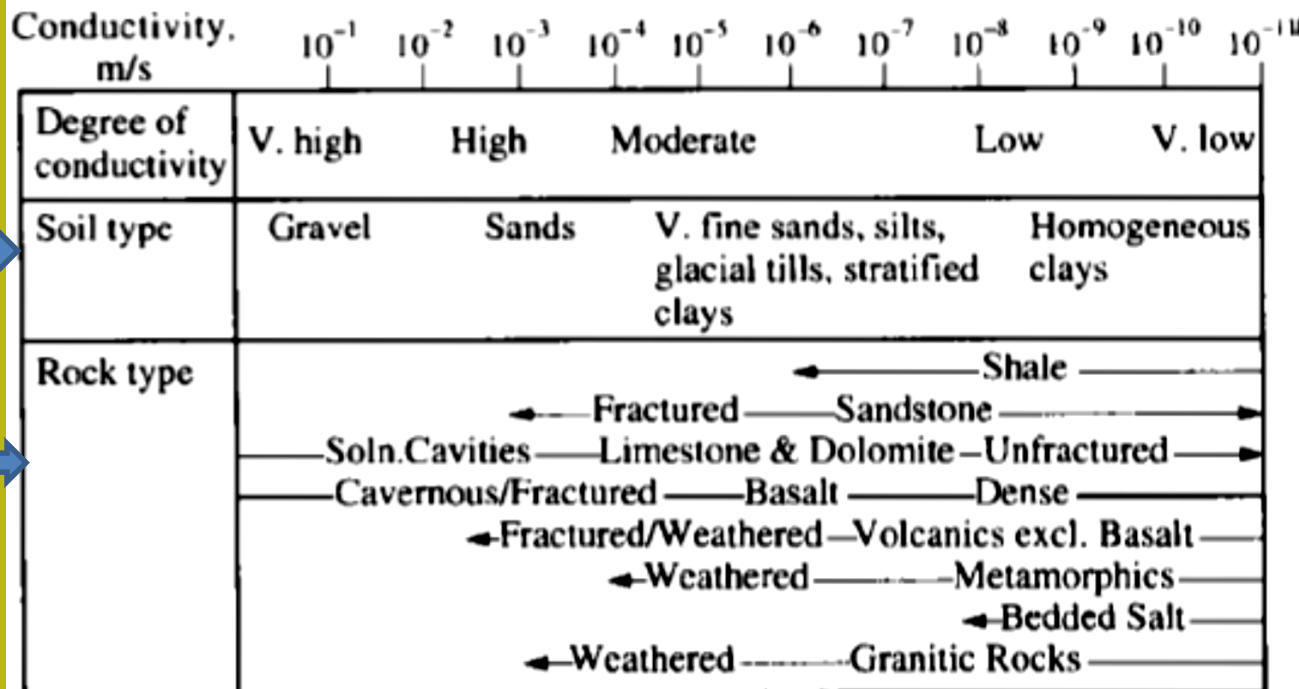 Conductivity, m/s 10⁻¹ 10⁻² 10⁻³ 10⁻⁴ 10⁻⁵ 10⁻⁶ 10⁻⁷ 10⁻⁸ 10⁻⁹ 10⁻¹⁰ 10⁻¹¹
Degree of conductivity V. high High Moderate Low V. low
Soil type Gravel Sands V. fine sands, silts, Homogeneous
glacial tills, stratified clays
clays
Rock type Shale
Fractured Sandstone
Soln.Cavities Limestone & Dolomite Unfractured
Cavernous/Fractured Basalt Dense
Fractured/Weathered Volcanics excl. Basalt
Weathered Metamorphics
Bedded Salt
Weathered Granitic Rocks